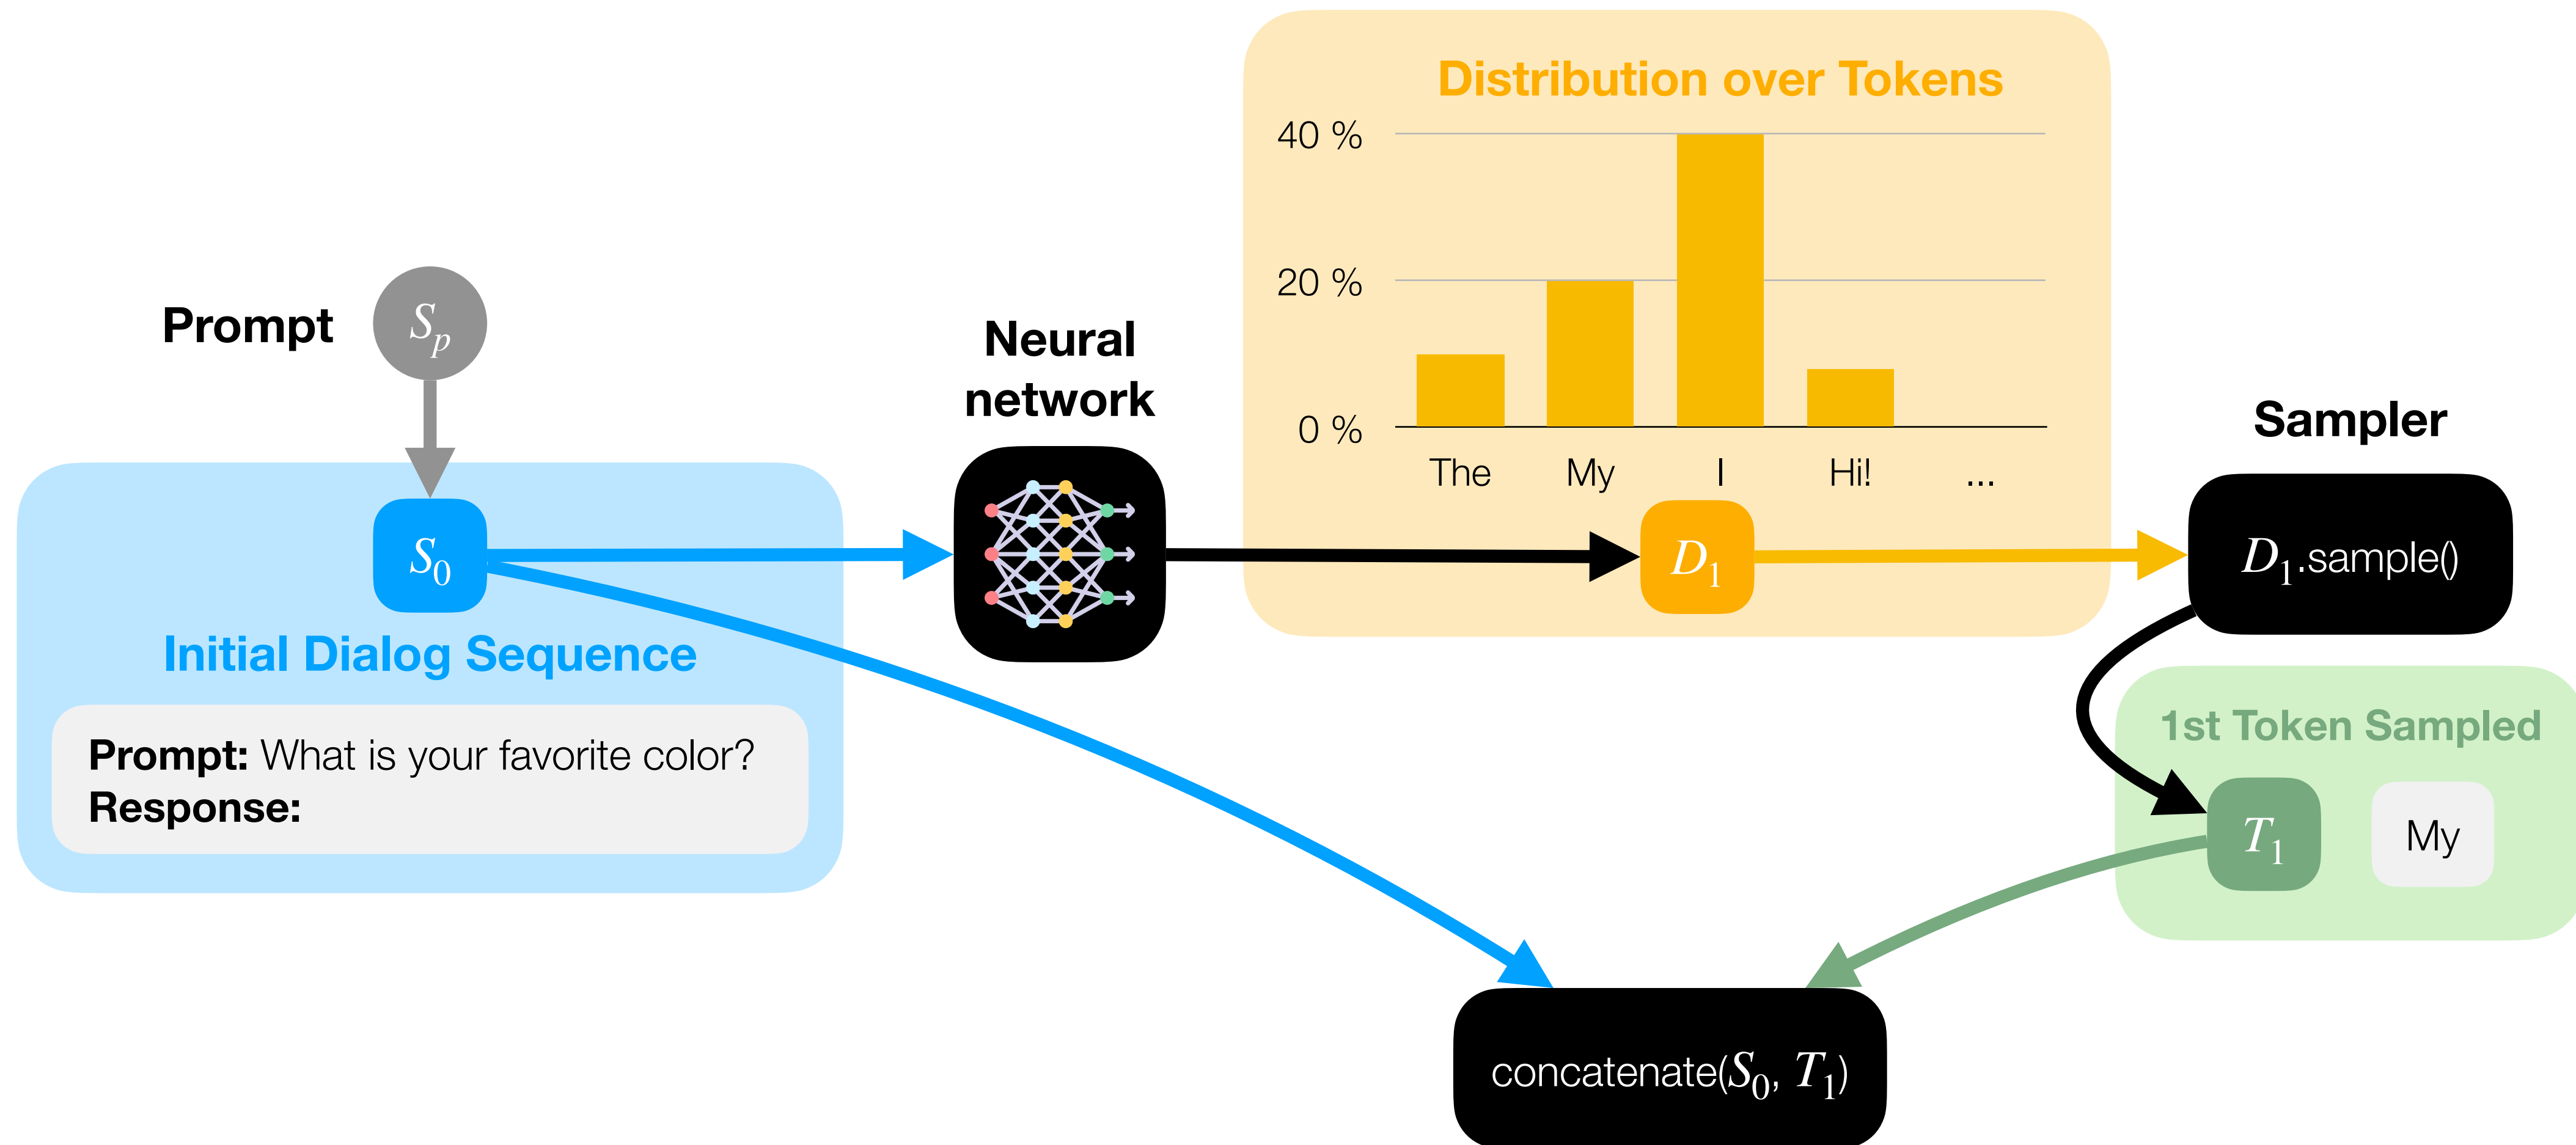 Distribution over Tokens
40 %
20 %
0 %
The My I Hi! ...
Prompt
Sₚ
Neural
network
Sampler
S₀
D₁
D₁.sample()
Initial Dialog Sequence
Prompt: What is your favorite color?
Response:
1st Token Sampled
T₁
My
concatenate(S₀, T₁)